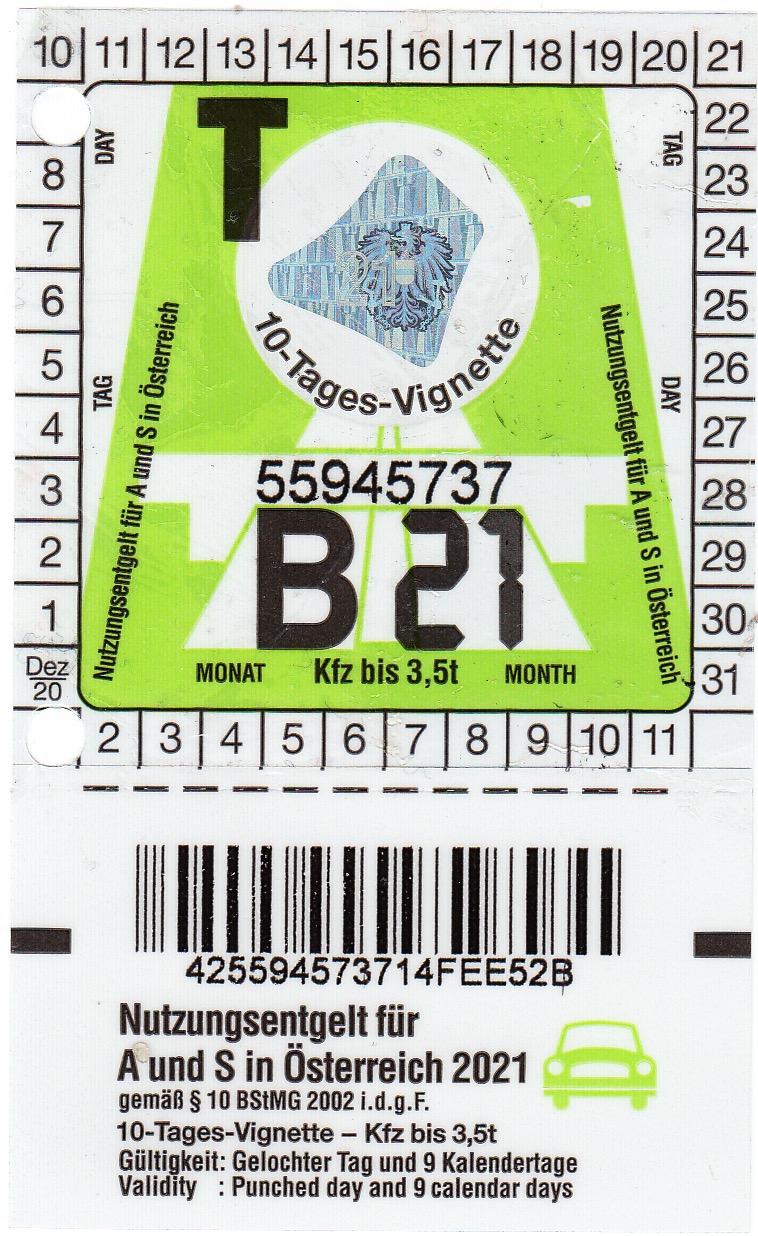 10 11 12 13 14 15 16 17 18 19 20 21
DAY
T
TAG
22
8
23
7
24
6
25
5
26
4
27
3
28
2
29
1
30
Dez
20
31
21
10-Tages-Vignette
TAG
DAY
Nutzungsentgelt für A und S in Österreich
Nutzungsentgelt für A und S in Österreich
55945737
B 21
MONAT Kfz bis 3,5t MONTH
2 3 4 5 6 7 8 9 10 11
425594573714FEE52B
Nutzungsentgelt für
A und S in Österreich 2021
gemäß § 10 BStMG 2002 i.d.g.F.
10-Tages-Vignette – Kfz bis 3,5t
Gültigkeit: Gelochter Tag und 9 Kalendertage
Validity : Punched day and 9 calendar days